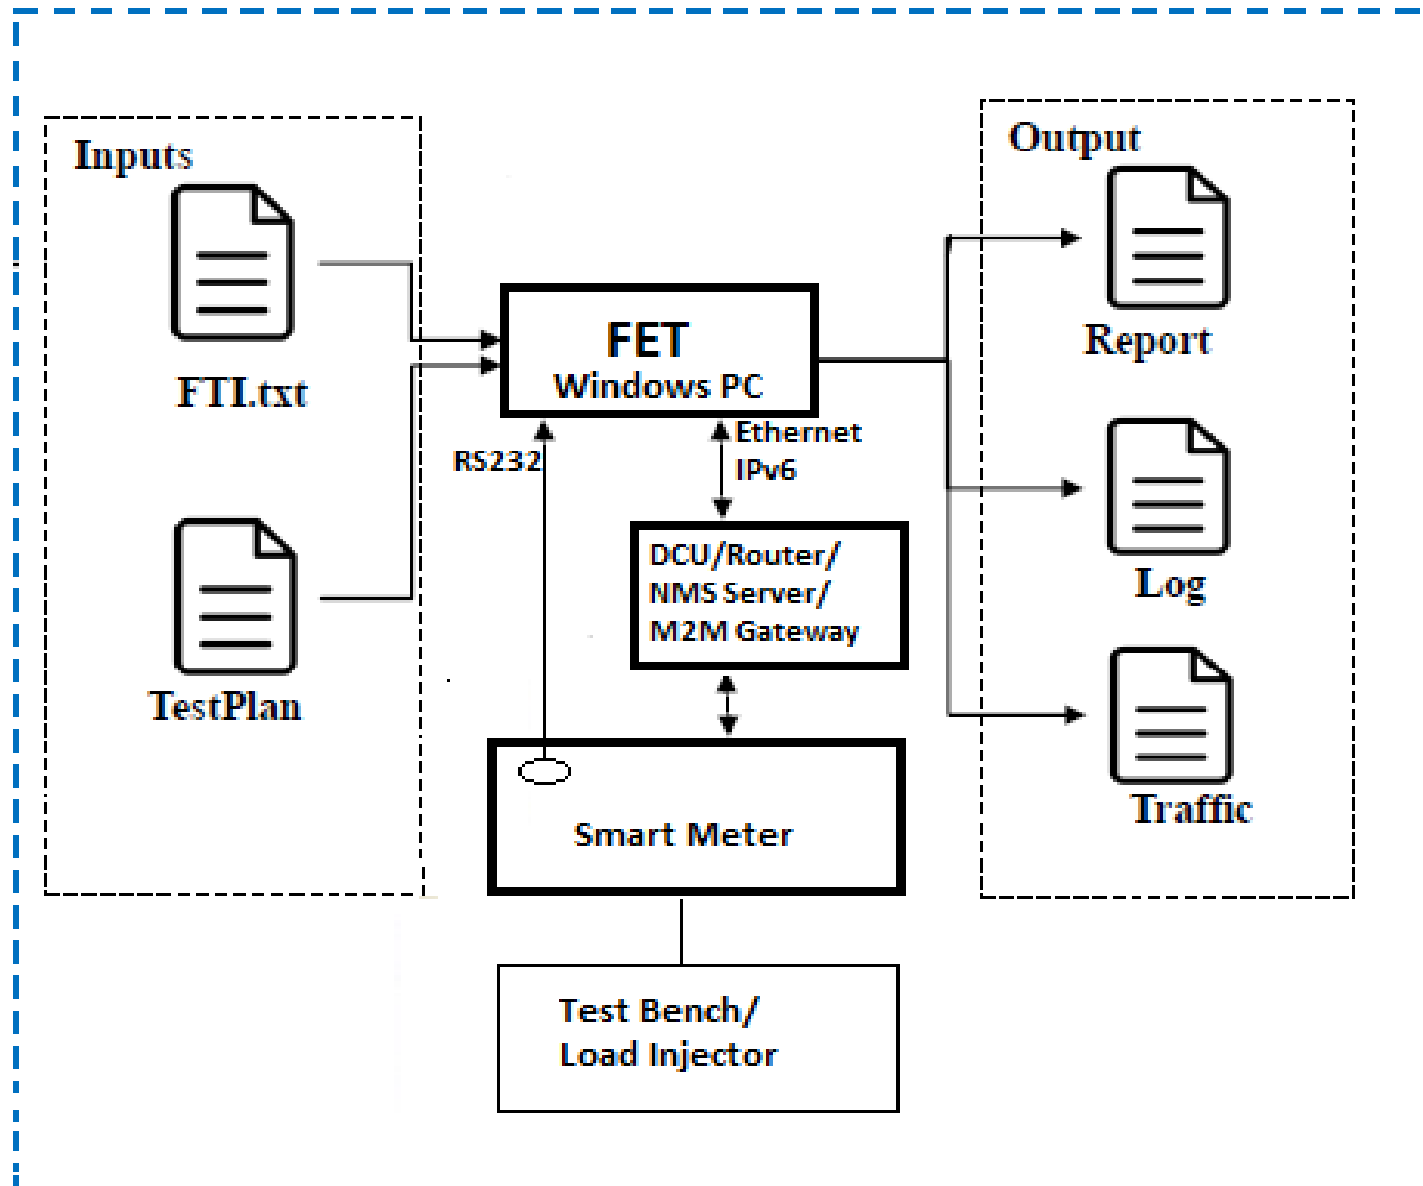 Inputs
FTI.txt
TestPlan
FET
Windows PC
RS232
Ethernet
IPv6
DCU/Router/
NMS Server/
M2M Gateway
Smart Meter
Test Bench/
Load Injector
Output
Report
Log
Traffic